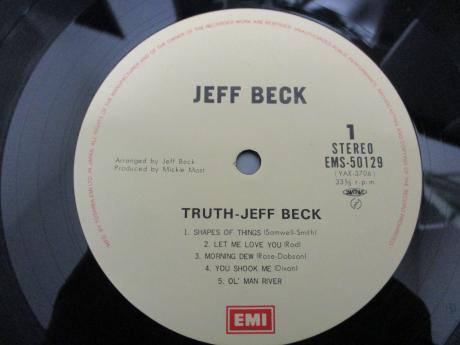 JEFF BECK
1
STEREO
EMS-50129
(YAX-3706)
33⅓ r.p.m.
Arranged by Jeff Beck
Produced by Mickie Most
TRUTH-JEFF BECK
1. SHAPES OF THINGS (Samwell-Smith)
2. LET ME LOVE YOU (Rod)
3. MORNING DEW (Rose-Dobson)
4. YOU SHOOK ME (Dixon)
5. OL' MAN RIVER
EMI